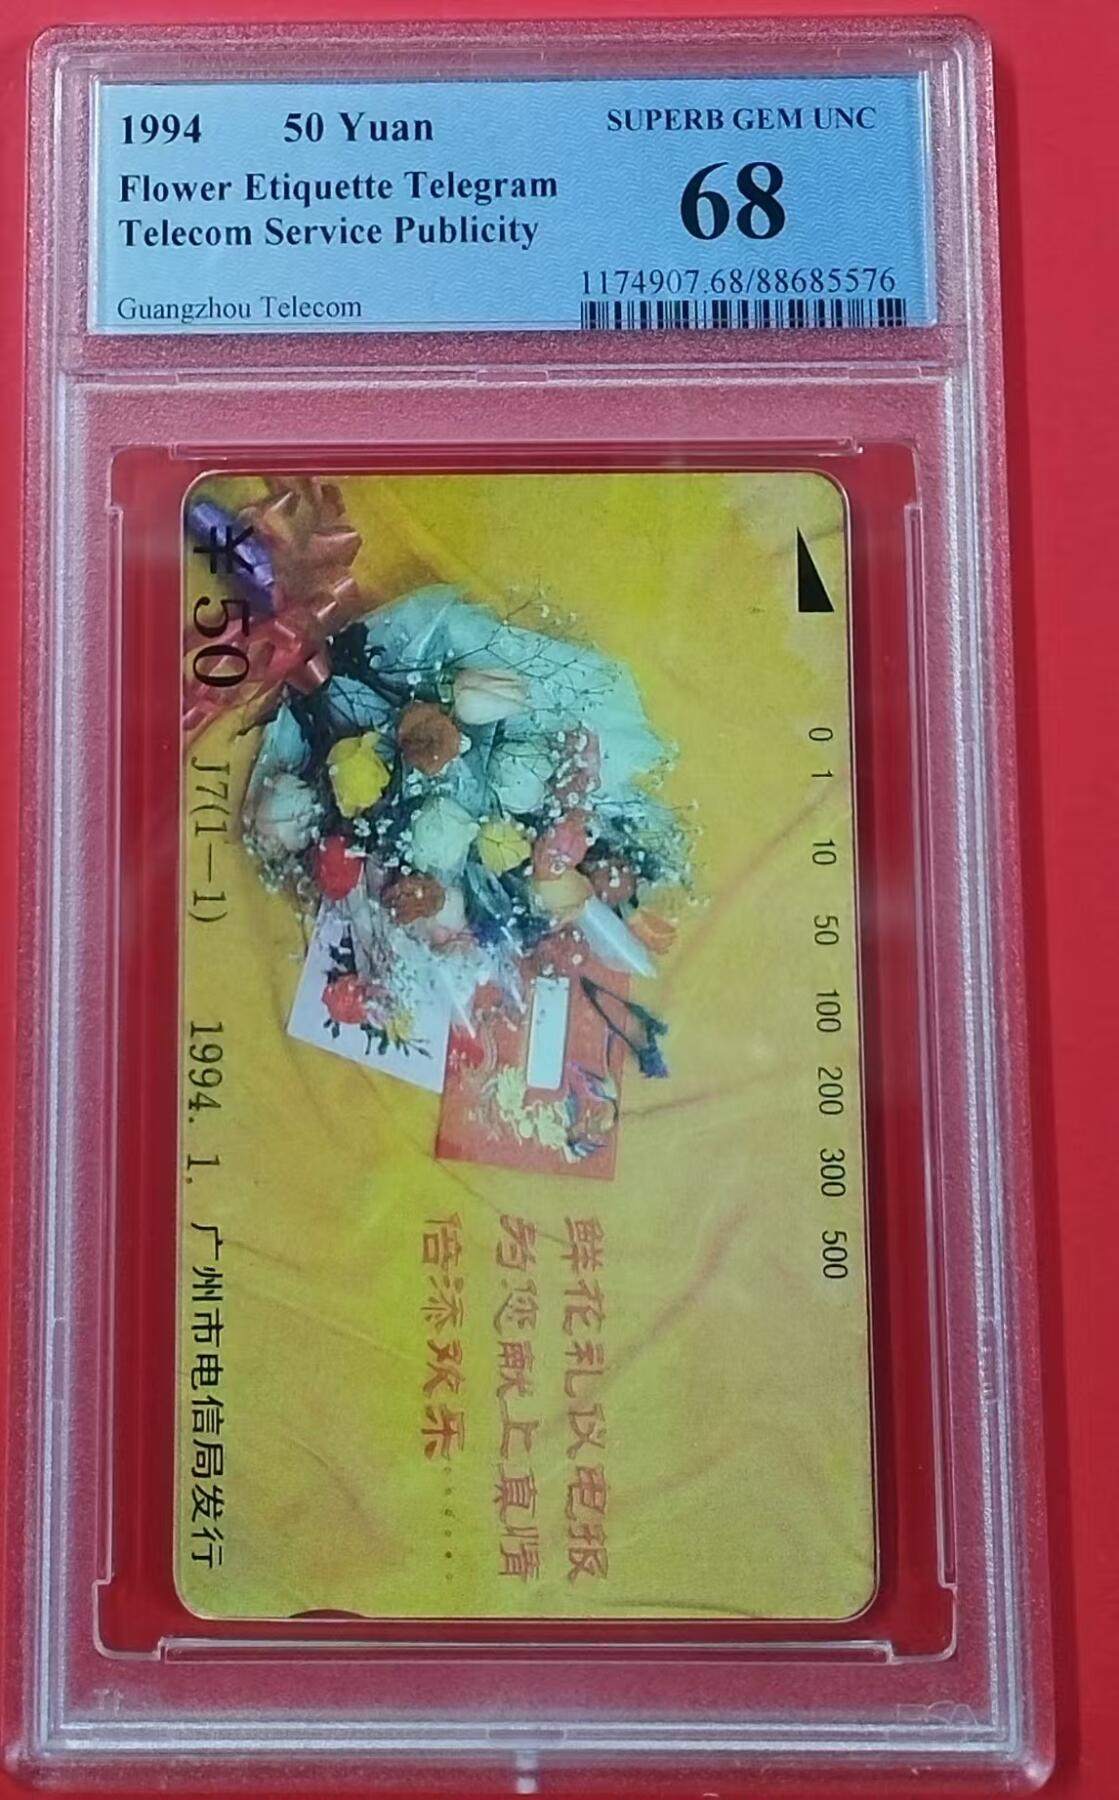 1994 50 Yuan
SUPERB GEM UNC
Flower Etiquette Telegram
68
Telecom Service Publicity
1174907.68/88685576
Guangzhou Telecom
0 1 10 50 100 200 300 500
鲜花礼仪电报
为您献上真情
倍添欢乐……
¥50 J7(1—1) 1994.1. 广州市电信局发行